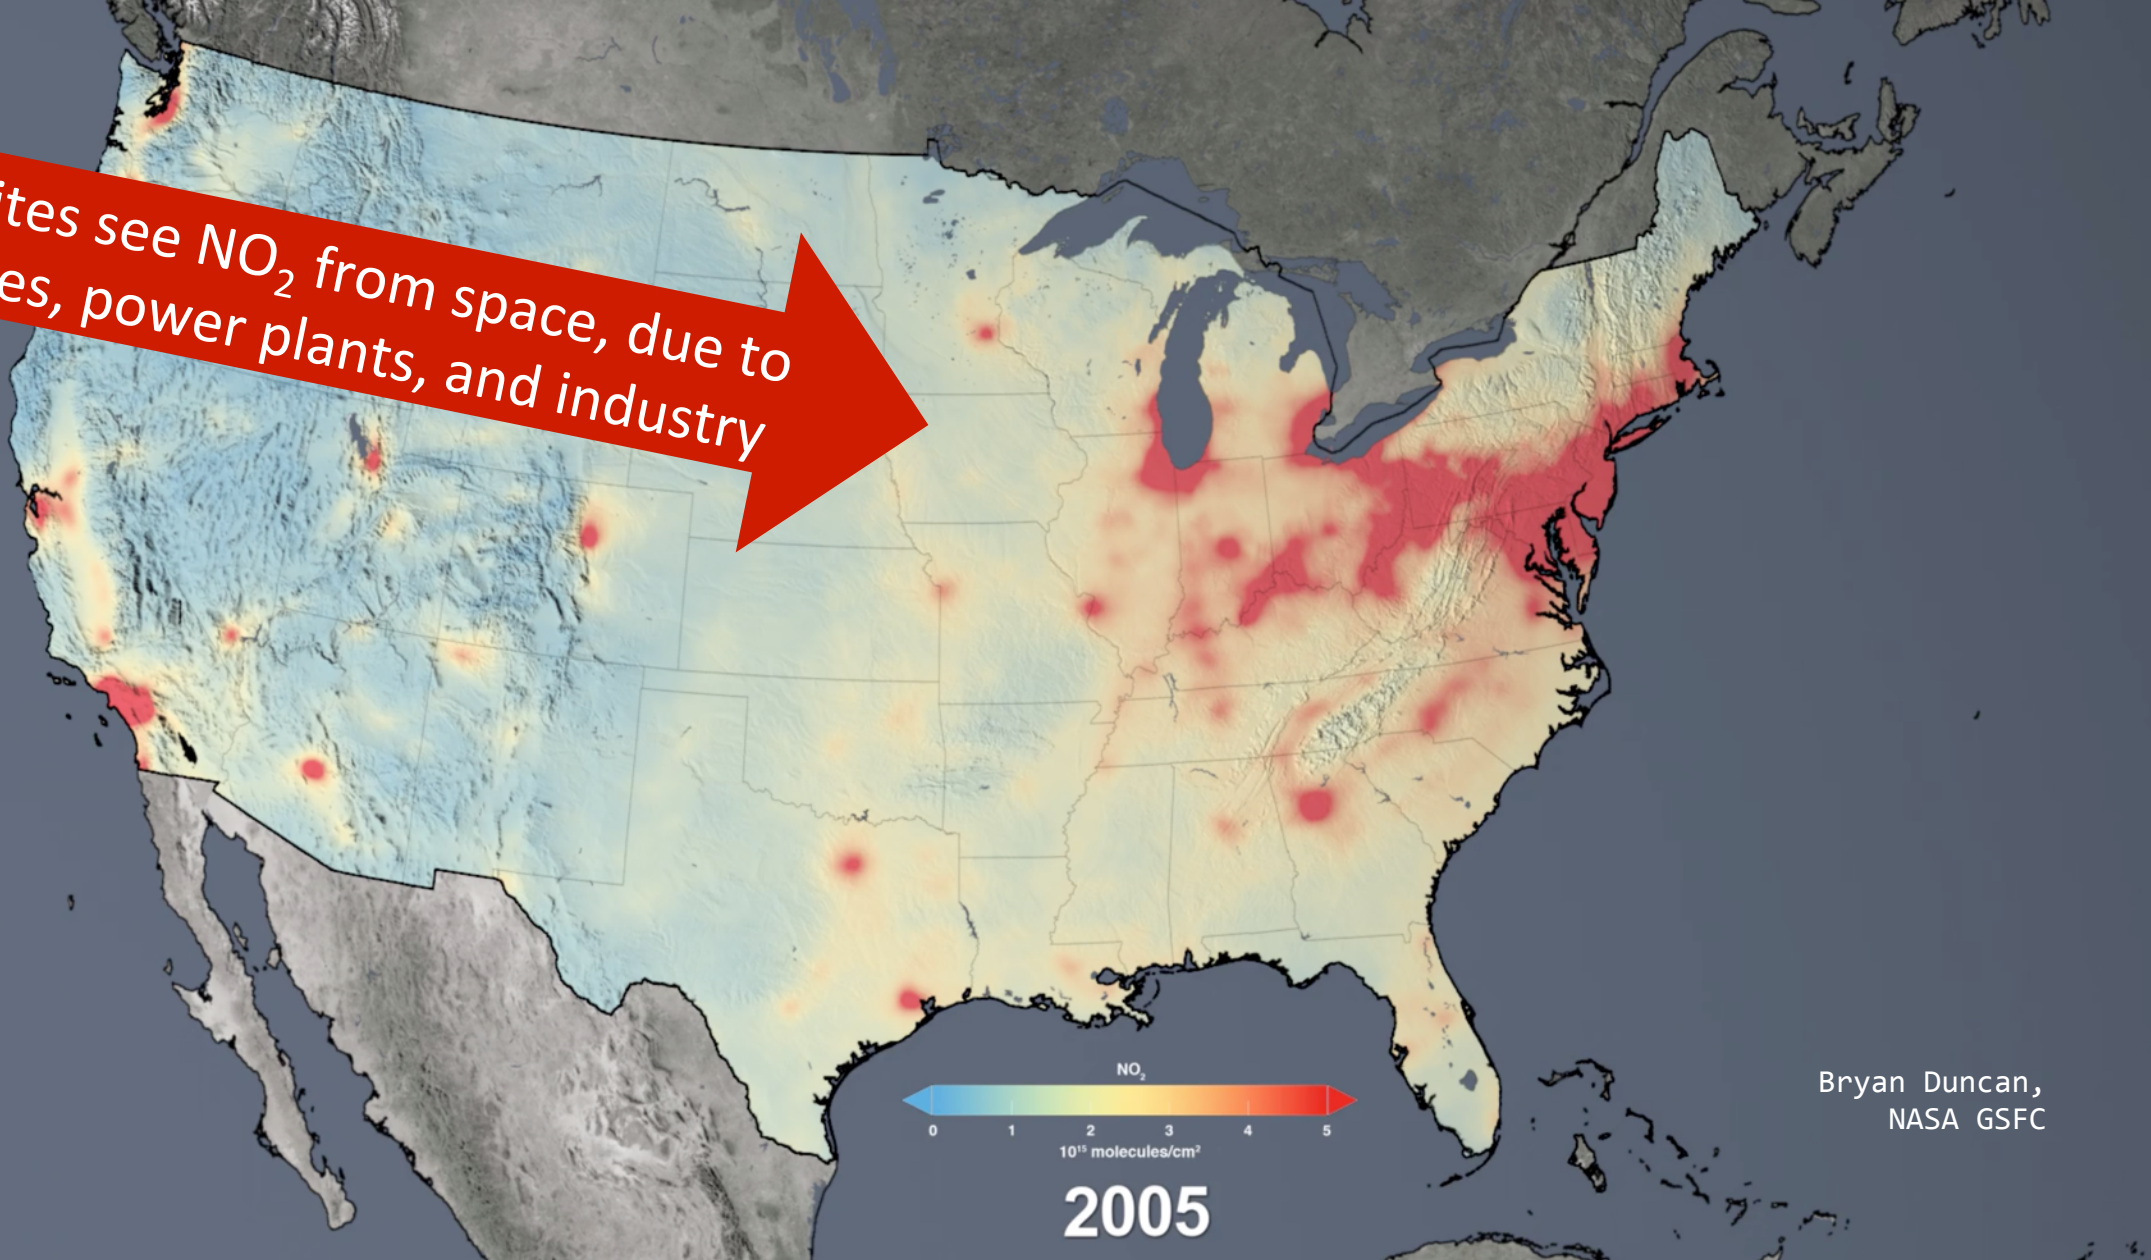 ites see NO₂ from space, due to
es, power plants, and industry
NO₂
0 1 2 3 4 5
10¹⁵ molecules/cm²
2005
Bryan Duncan,
NASA GSFC